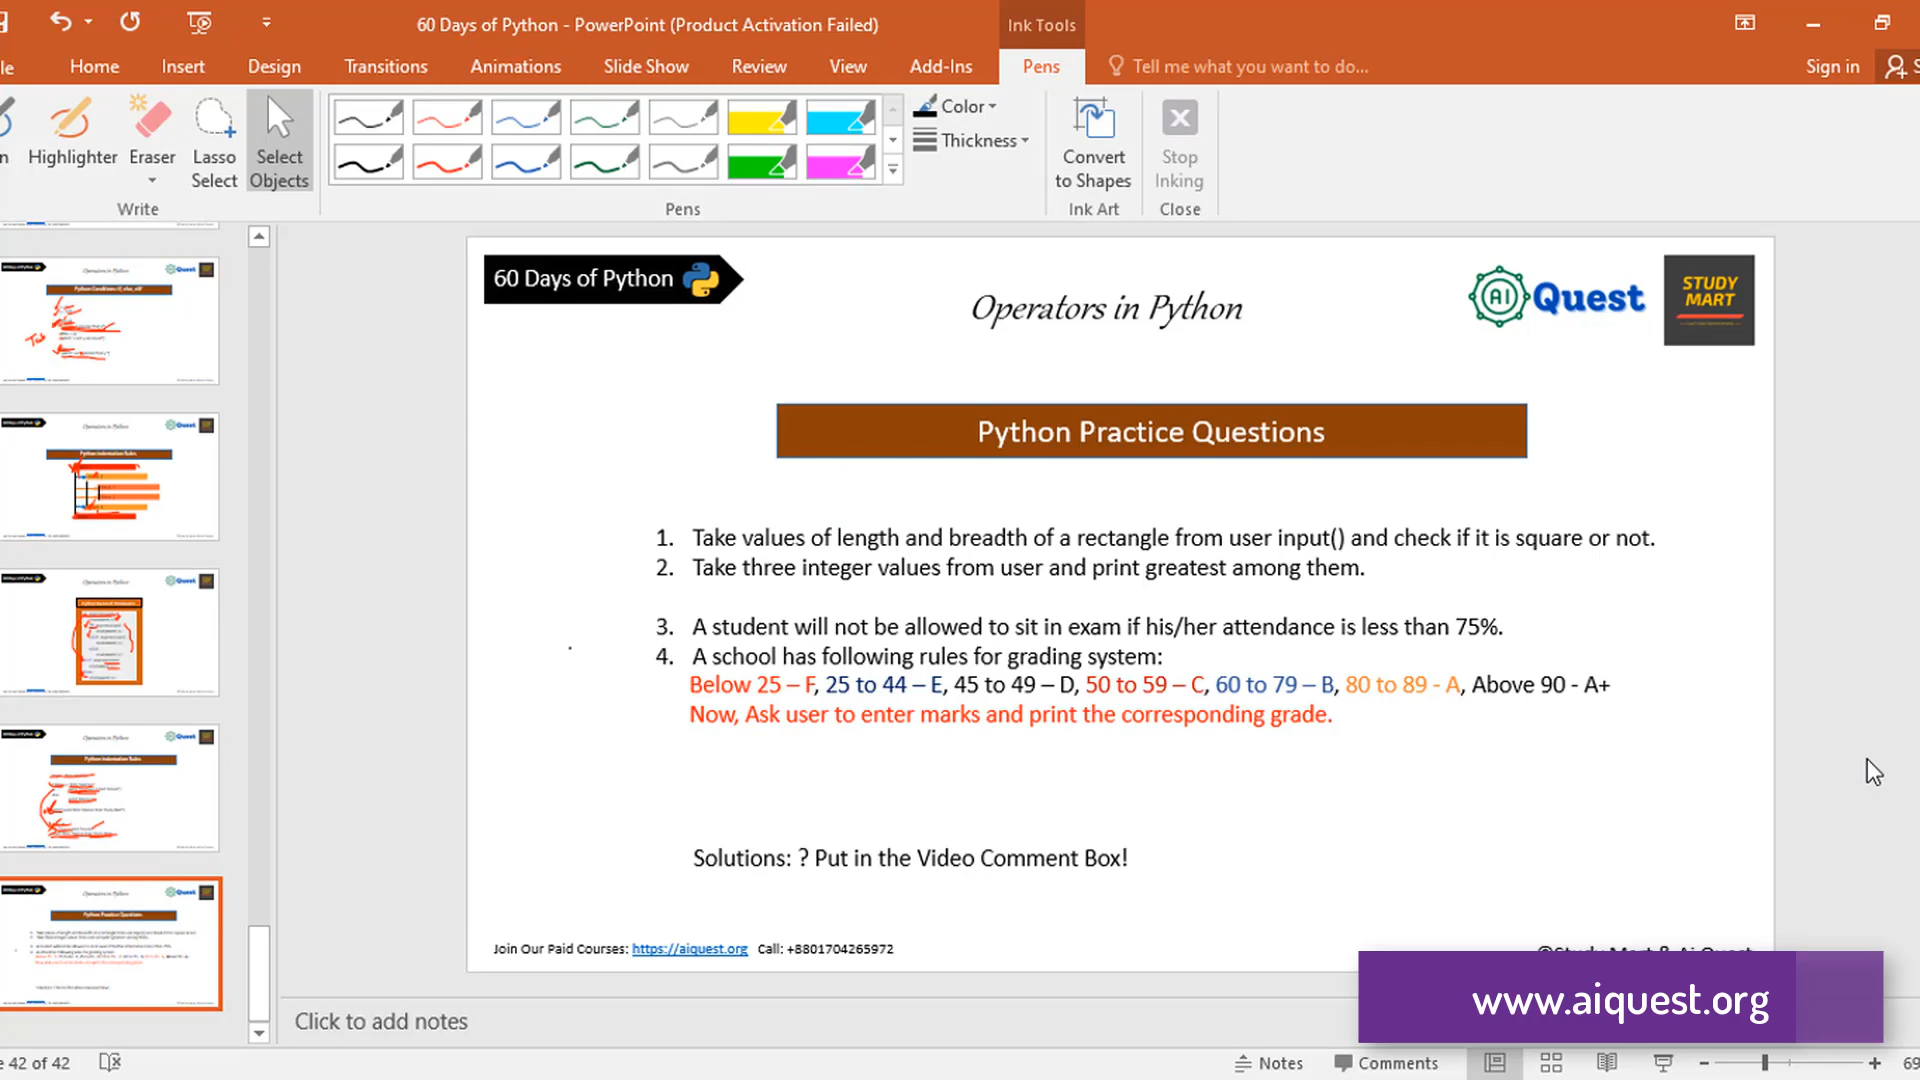 60 Days of Python - PowerPoint (Product Activation Failed)
Ink Tools
le
Home
Insert
Design
Transitions
Animations
Slide Show
Review
View
Add-Ins
Pens
Tell me what you want to do...
Sign in
Highlighter
Eraser
Lasso
Select
Select
Objects
Color
Thickness
Convert
to Shapes
Stop
Inking
Write
Pens
Ink Art
Close
60 Days of Python
Operators in Python
AI Quest
STUDY
MART
Python Practice Questions
1. Take values of length and breadth of a rectangle from user input() and check if it is square or not.
2. Take three integer values from user and print greatest among them.
3. A student will not be allowed to sit in exam if his/her attendance is less than 75%.
4. A school has following rules for grading system:
Below 25 – F, 25 to 44 – E, 45 to 49 – D, 50 to 59 – C, 60 to 79 – B, 80 to 89 - A, Above 90 - A+
Now, Ask user to enter marks and print the corresponding grade.
Solutions: ? Put in the Video Comment Box!
Join Our Paid Courses: https://aiquest.org Call: +8801704265972
@Study Mart & Ai Quest
www.aiquest.org
Click to add notes
e 42 of 42
Notes
Comments
69